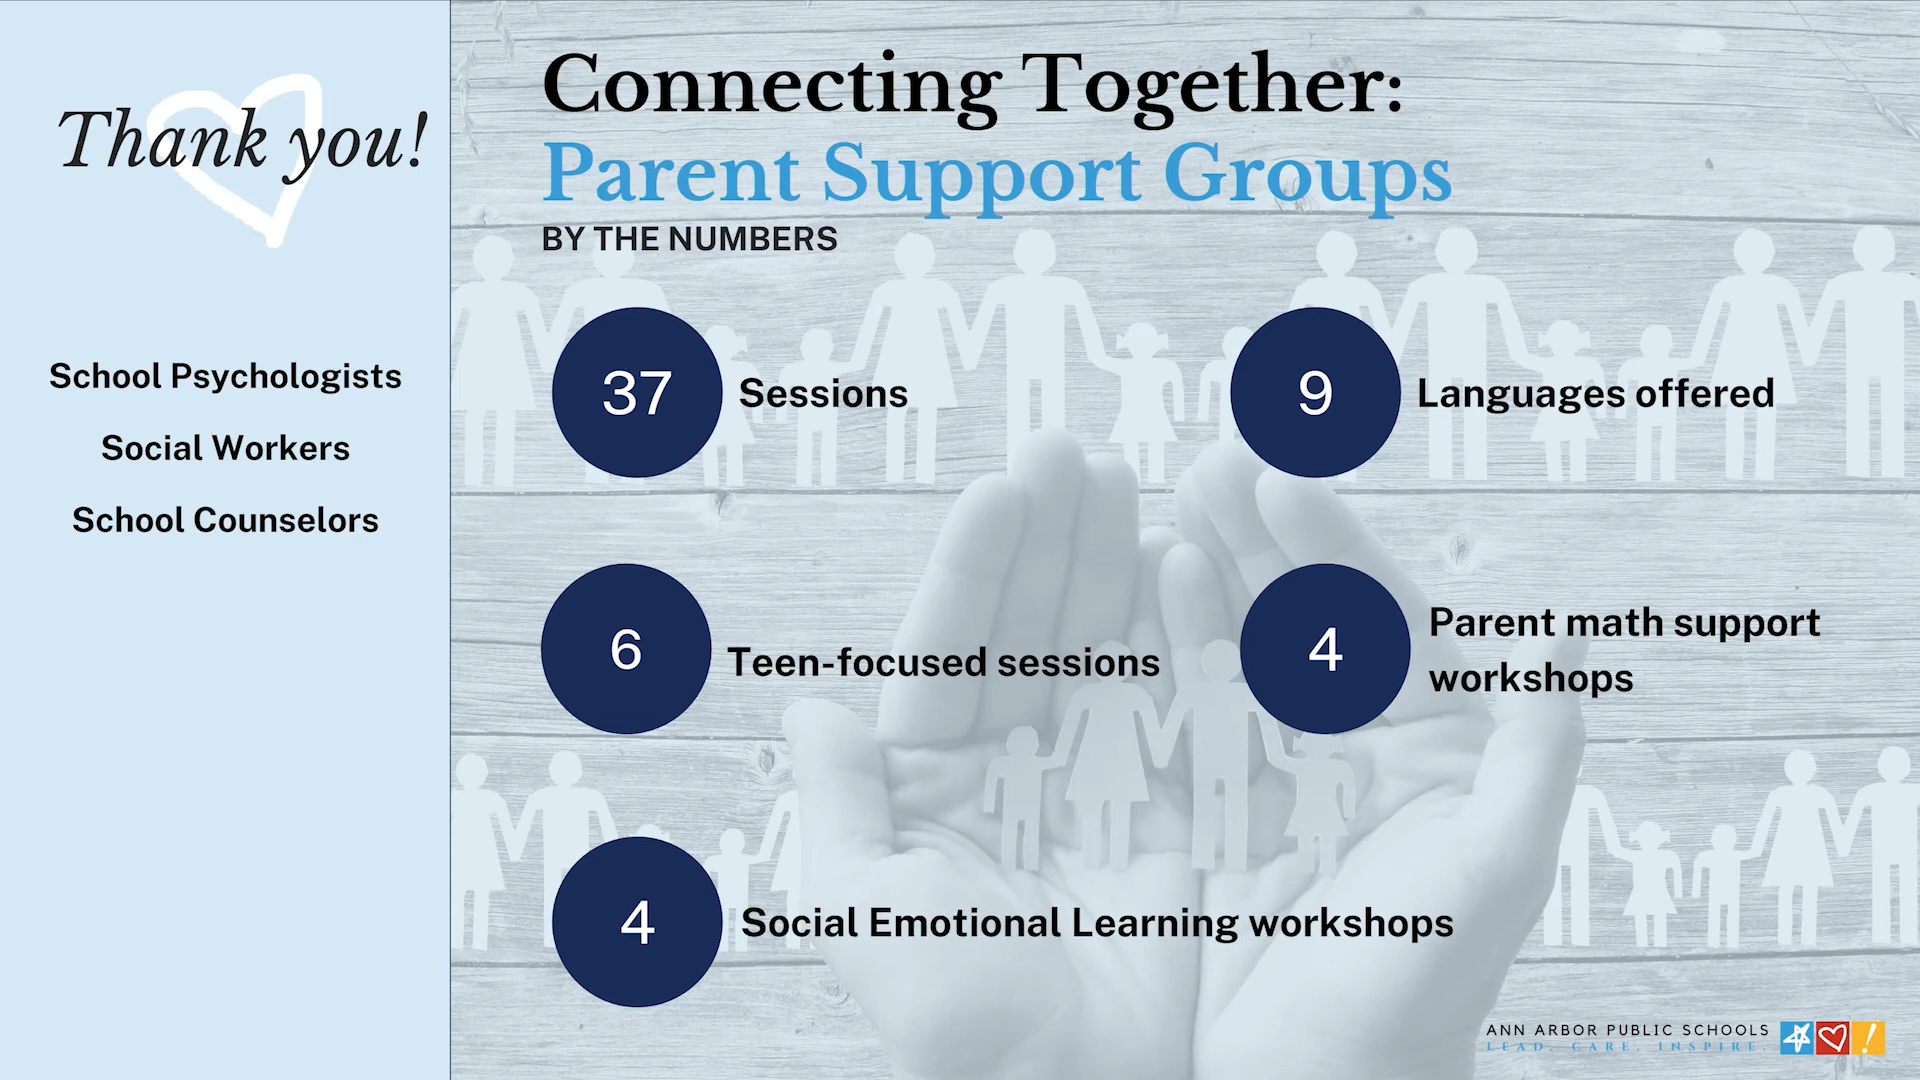 Thank you!
School Psychologists
Social Workers
School Counselors
Connecting Together:
Parent Support Groups
BY THE NUMBERS
37
Sessions
9
Languages offered
6
Teen-focused sessions
4
Parent math support
workshops
4
Social Emotional Learning workshops
ANN ARBOR PUBLIC SCHOOLS
LEAD. CARE. INSPIRE.